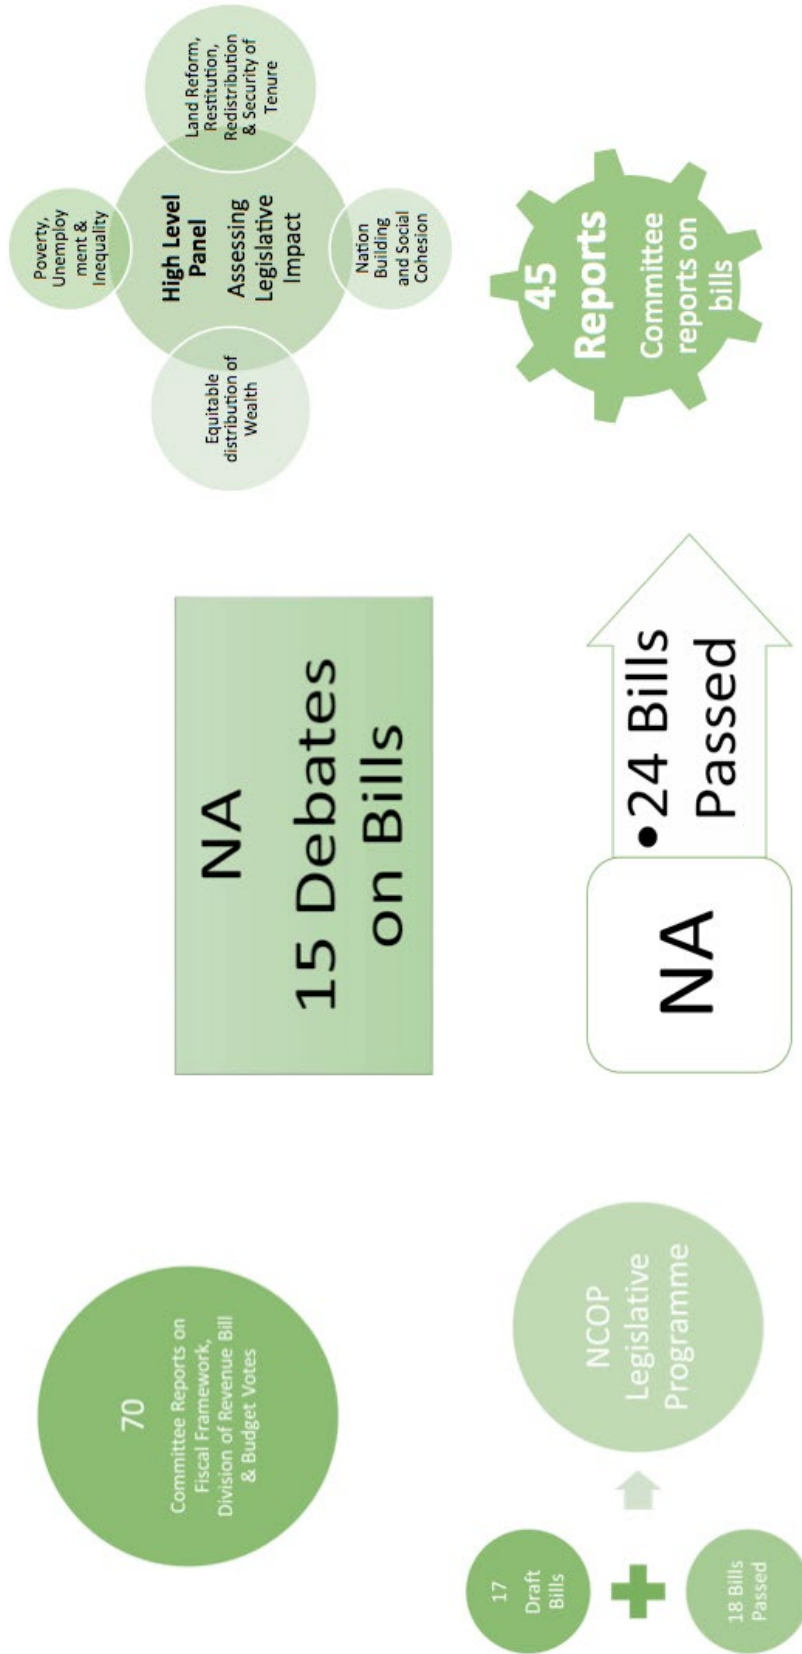 70
Committee Reports on
Fiscal Framework,
Division of Revenue Bill
& Budget Votes
NA
15 Debates
on Bills
Poverty,
Unemploy
ment &
Inequality
Equitable
distribution of
Wealth
High Level
Panel
Assessing
Legislative
Impact
Land Reform,
Restitution,
Redistribution
& Security of
Tenure
Nation
Building
and Social
Cohesion
17
Draft
Bills
18 Bills
Passed
NCOP
Legislative
Programme
NA
•24 Bills
Passed
45
Reports
Committee
reports on
bills